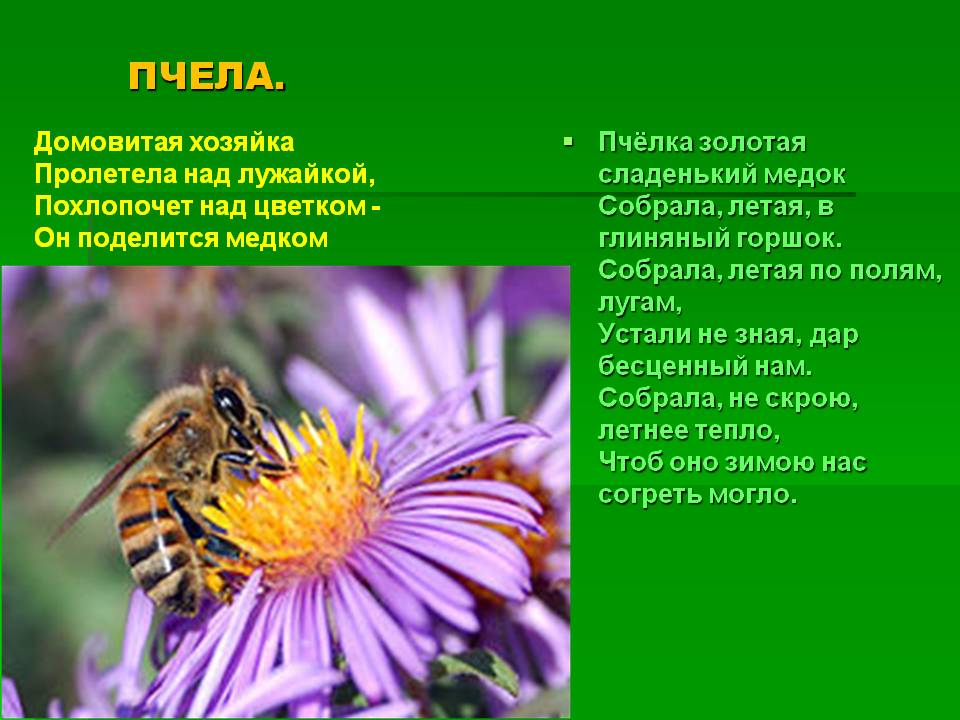 ПЧЕЛА.
Домовитая хозяйка
Пролетела над лужайкой,
Похлопочет над цветком -
Он поделится медком
Пчёлка золотая
сладенький медок
Собрала, летая, в
глиняный горшок.
Собрала, летая по полям,
лугам,
Устали не зная, дар
бесценный нам.
Собрала, не скрою,
летнее тепло,
Чтоб оно зимою нас
согреть могло.